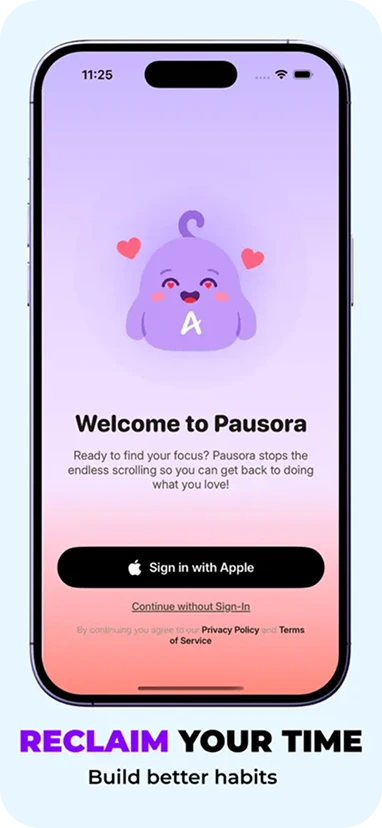 11:25
A
Welcome to Pausora
Ready to find your focus? Pausora stops the
endless scrolling so you can get back to doing
what you love!
Sign in with Apple
Continue without Sign-In
By continuing you agree to our Privacy Policy and Terms
of Service
RECLAIM YOUR TIME
Build better habits